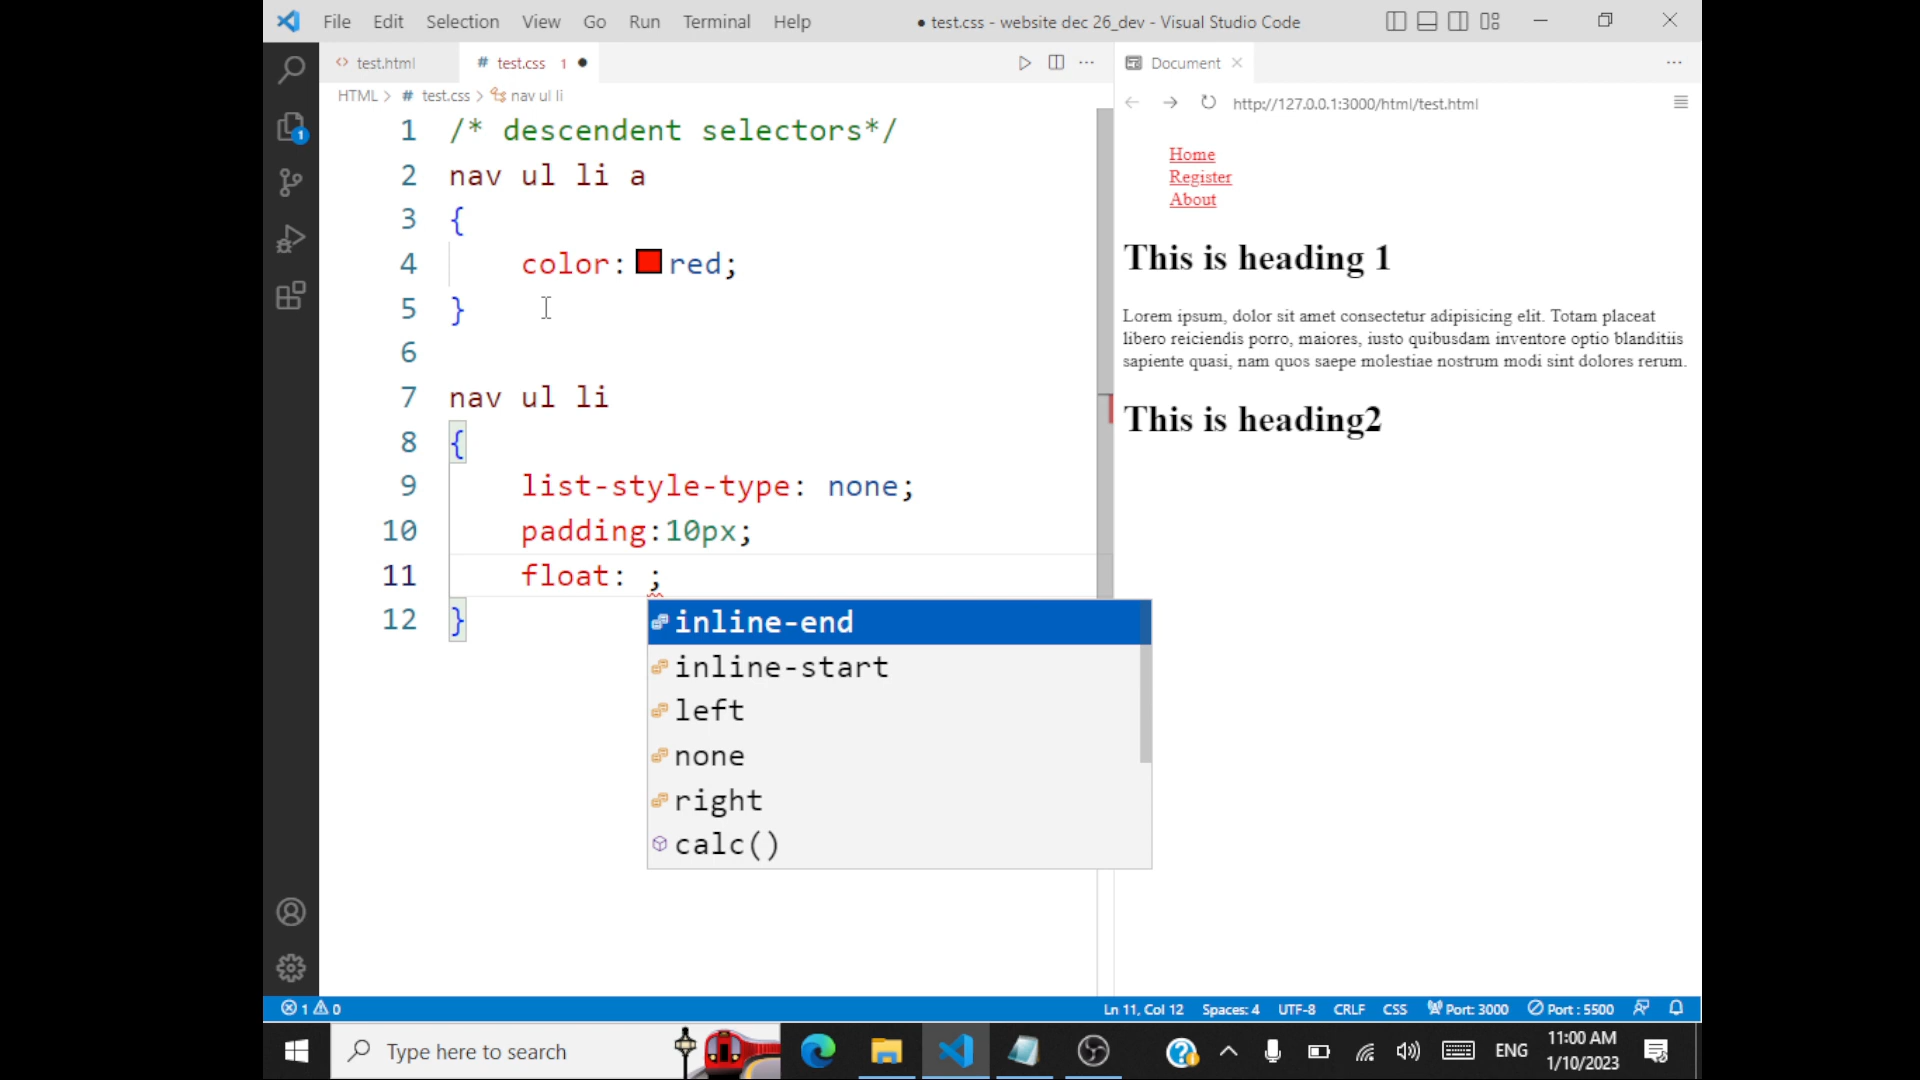 File Edit Selection View Go Run Terminal Help
● test.css - website dec 26_dev - Visual Studio Code
test.html
# test.css 1 ●
Document
HTML > # test.css > nav ul li
http://127.0.0.1:3000/html/test.html
1 /* descendent selectors*/
2 nav ul li a
3 {
4 color: red;
5 }
6
7 nav ul li
8 {
9 list-style-type: none;
10 padding:10px;
11 float: ;
12 }
inline-end
inline-start
left
none
right
calc()
Home
Register
About
This is heading 1
Lorem ipsum, dolor sit amet consectetur adipisicing elit. Totam placeat
libero reiciendis porro, maiores, iusto quibusdam inventore optio blanditiis
sapiente quasi, nam quos saepe molestiae nostrum modi sint dolores rerum.
This is heading2
1
1 0
Ln 11, Col 12 Spaces: 4 UTF-8 CRLF CSS Port: 3000 Port : 5500
Type here to search
ENG
11:00 AM
1/10/2023